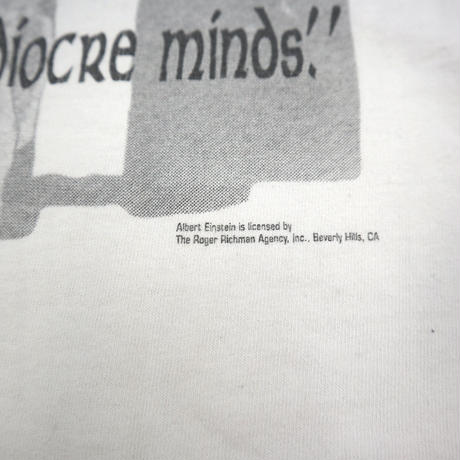 diocre minds."
Albert Einstein is licensed by
The Roger Richman Agency, Inc., Beverly Hills, CA